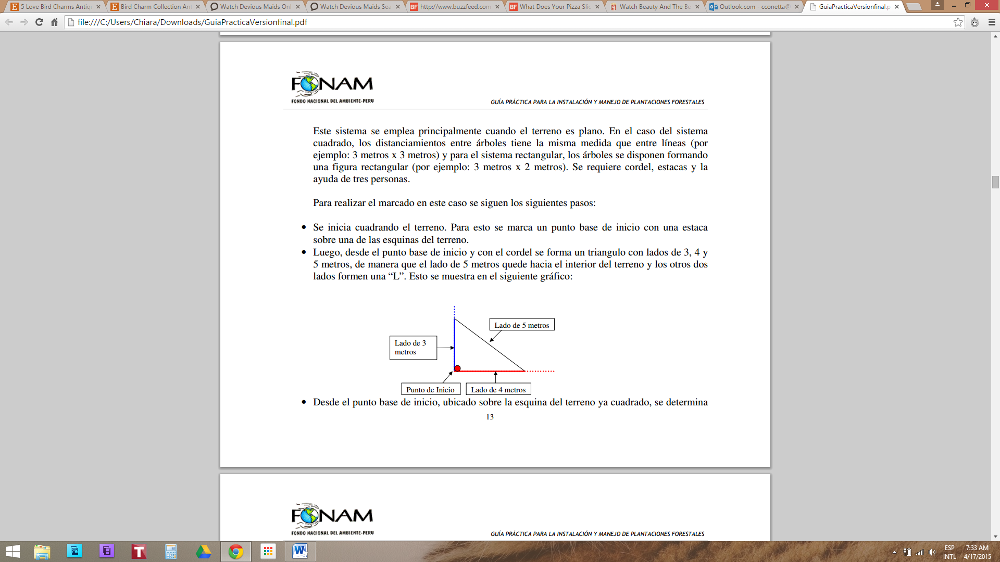 5 Love Bird Charms Antiqu
Bird Charm Collection Ant
Watch Devious Maids Onl
Watch Devious Maids Sea
http://www.buzzfeed.com
What Does Your Pizza Slic
Watch Beauty And The Be
Outlook.com - cconetta@
GuiaPracticaVersionfinal.p
file:///C:/Users/Chiara/Downloads/GuiaPracticaVersionfinal.pdf
FONAM
FONDO NACIONAL DEL AMBIENTE-PERU
GUÍA PRÁCTICA PARA LA INSTALACIÓN Y MANEJO DE PLANTACIONES FORESTALES
Este sistema se emplea principalmente cuando el terreno es plano. En el caso del sistema
cuadrado, los distanciamientos entre árboles tiene la misma medida que entre líneas (por
ejemplo: 3 metros x 3 metros) y para el sistema rectangular, los árboles se disponen formando
una figura rectangular (por ejemplo: 3 metros x 2 metros). Se requiere cordel, estacas y la
ayuda de tres personas.
Para realizar el marcado en este caso se siguen los siguientes pasos:
• Se inicia cuadrando el terreno. Para esto se marca un punto base de inicio con una estaca
sobre una de las esquinas del terreno.
• Luego, desde el punto base de inicio y con el cordel se forma un triangulo con lados de 3, 4 y
5 metros, de manera que el lado de 5 metros quede hacia el interior del terreno y los otros dos
lados formen una “L”. Esto se muestra en el siguiente gráfico:
Lado de 5 metros
Lado de 3
metros
Punto de Inicio
Lado de 4 metros
• Desde el punto base de inicio, ubicado sobre la esquina del terreno ya cuadrado, se determina
13
FONAM
FONDO NACIONAL DEL AMBIENTE-PERU
GUÍA PRÁCTICA PARA LA INSTALACIÓN Y MANEJO DE PLANTACIONES FORESTALES
ESP
INTL
7:33 AM
4/17/2015